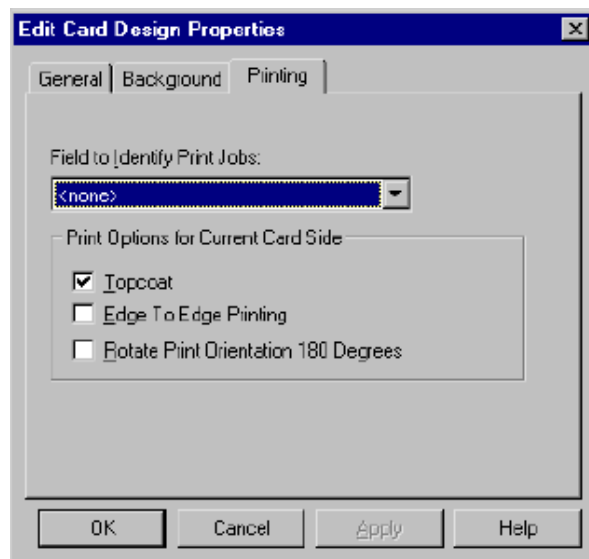 Edit Card Design Properties
General Background Printing
Field to Identify Print Jobs:
<none>
Print Options for Current Card Side
Topcoat
Edge To Edge Printing
Rotate Print Orientation 180 Degrees
OK Cancel Apply Help